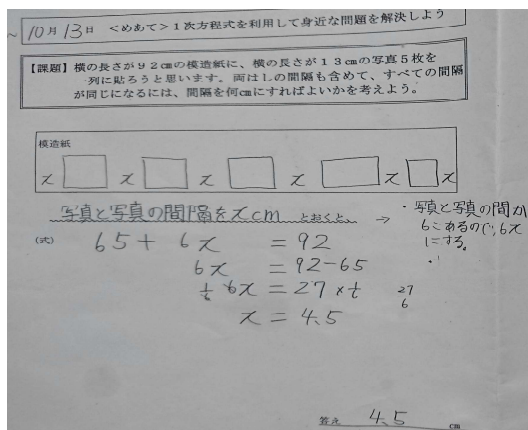 10月13日 <めあて>1次方程式を利用して身近な問題を解決しよう
【課題】横の長さが92cmの模造紙に、横の長さが13cmの写真5枚を
列に貼ろうと思います。両はしの間隔も含めて、すべての間隔
が同じになるには、間隔を何cmにすればよいかを考えよう。
模造紙
x x x x x x
写真と写真の間隔をxcm とおくと、 → ・写真と写真の間が
6こあるので、6x
にする。
(式) 65+ 6x =92
6x =92-65
1/6 6x =27×1/6
27
6
x =4.5
答え 4.5 cm